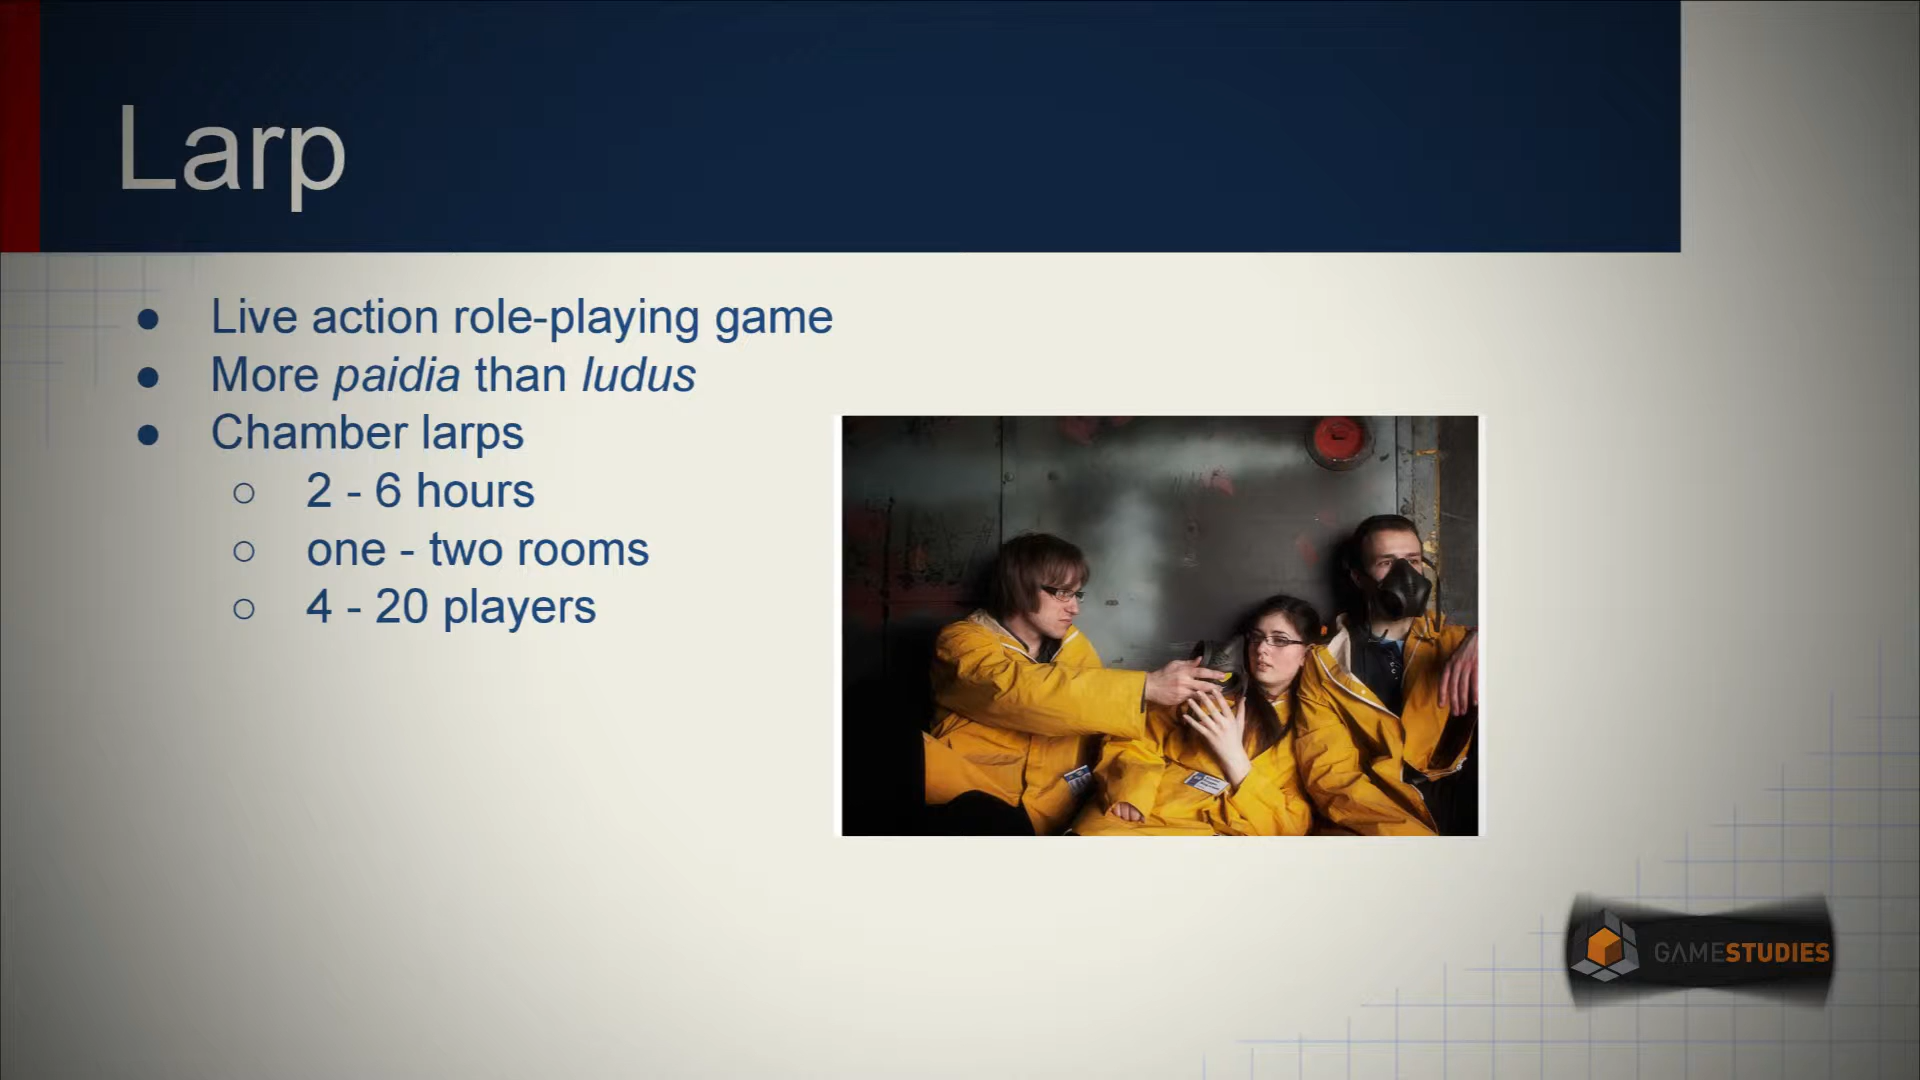 Larp
● Live action role-playing game
● More paidia than ludus
● Chamber larps
○ 2 - 6 hours
○ one - two rooms
○ 4 - 20 players
GAMESTUDIES